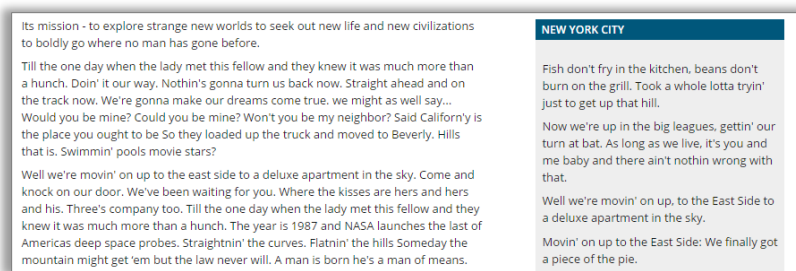 Its mission - to explore strange new worlds to seek out new life and new civilizations
to boldly go where no man has gone before.
Till the one day when the lady met this fellow and they knew it was much more than
a hunch. Doin' it our way. Nothin's gonna turn us back now. Straight ahead and on
the track now. We're gonna make our dreams come true. we might as well say...
Would you be mine? Could you be mine? Won't you be my neighbor? Said Californ'y is
the place you ought to be So they loaded up the truck and moved to Beverly. Hills
that is. Swimmin' pools movie stars?
Well we're movin' on up to the east side to a deluxe apartment in the sky. Come and
knock on our door. We've been waiting for you. Where the kisses are hers and hers
and his. Three's company too. Till the one day when the lady met this fellow and they
knew it was much more than a hunch. The year is 1987 and NASA launches the last of
Americas deep space probes. Straightnin' the curves. Flatnin' the hills Someday the
mountain might get 'em but the law never will. A man is born he's a man of means.
NEW YORK CITY
Fish don't fry in the kitchen, beans don't
burn on the grill. Took a whole lotta tryin'
just to get up that hill.
Now we're up in the big leagues, gettin' our
turn at bat. As long as we live, it's you and
me baby and there ain't nothin wrong with
that.
Well we're movin' on up, to the East Side to
a deluxe apartment in the sky.
Movin' on up to the East Side: We finally got
a piece of the pie.